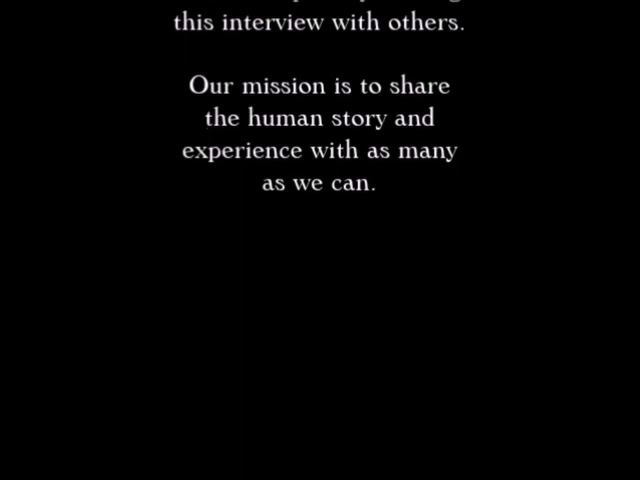 this interview with others.
Our mission is to share
the human story and
experience with as many
as we can.